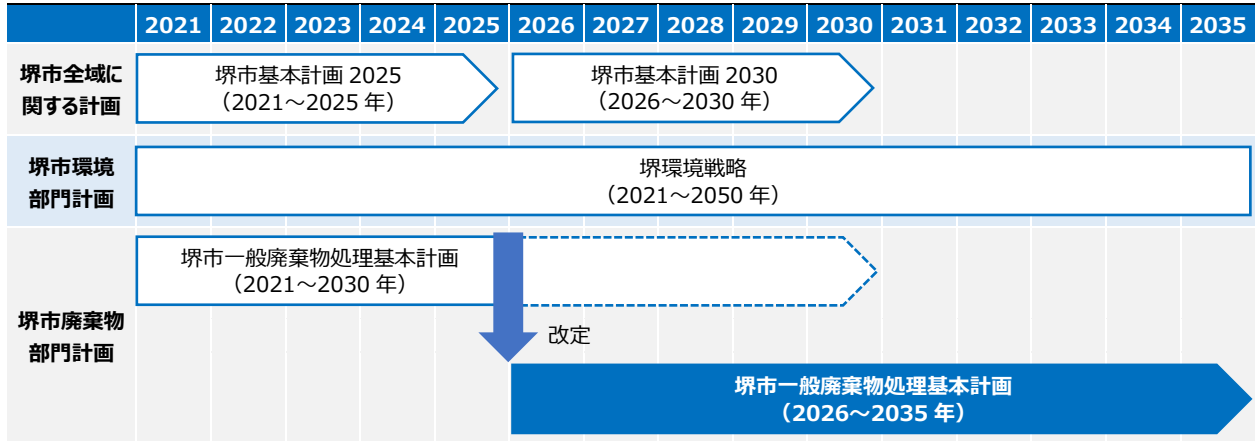 2021 2022 2023 2024 2025 2026 2027 2028 2029 2030 2031 2032 2033 2034 2035
堺市全域に
関する計画
堺市基本計画 2025
（2021～2025 年）
堺市基本計画 2030
（2026～2030 年）
堺市環境
部門計画
堺環境戦略
（2021～2050 年）
堺市廃棄物
部門計画
堺市一般廃棄物処理基本計画
（2021～2030 年）
改定
堺市一般廃棄物処理基本計画
（2026～2035 年）